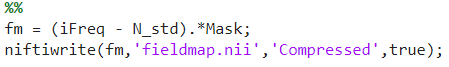 %%
fm = (iFreq - N_std).*Mask;
niftiwrite(fm,'fieldmap.nii','Compressed',true);